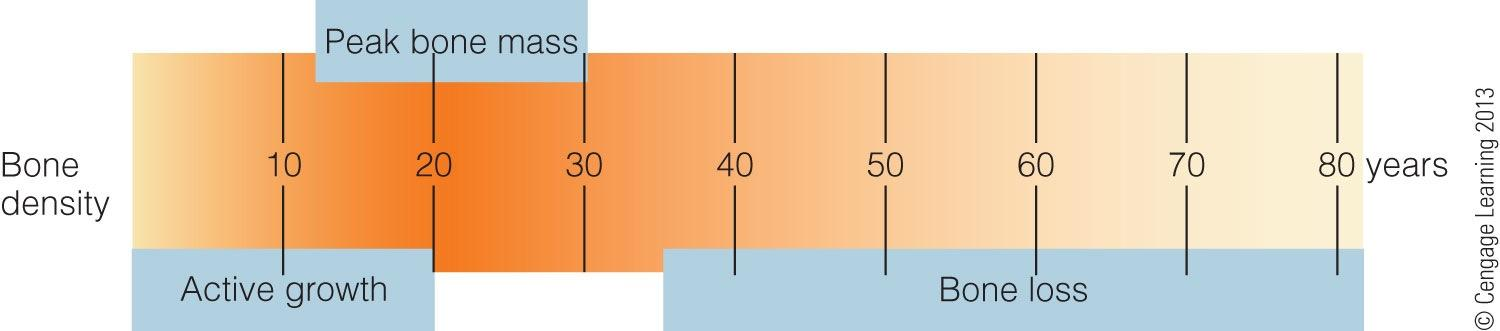 Peak bone mass
Bone
density
10 20 30 40 50 60 70 80 years
Active growth
Bone loss
© Cengage Learning 2013